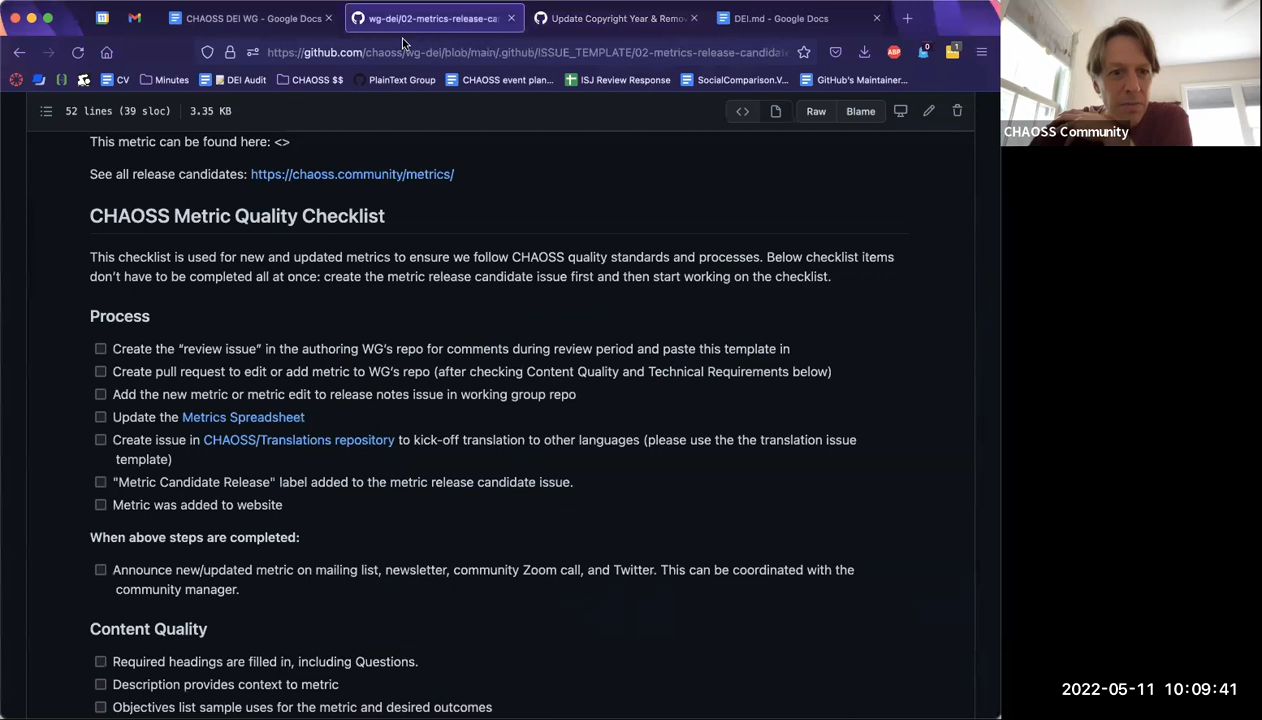 CHAOSS DEI WG - Google Docs
wg-dei/02-metrics-release-ca
Update Copyright Year & Remov
DEI.md - Google Docs
https://github.com/chaoss/wg-dei/blob/main/.github/ISSUE_TEMPLATE/02-metrics-release-candidat
ABP
0
1
CV
Minutes
DEI Audit
CHAOSS $$
PlainText Group
CHAOSS event plan...
ISJ Review Response
SocialComparison.V...
GitHub's Maintainer...
52 lines (39 sloc)
3.35 KB
Raw
Blame
This metric can be found here: <>
See all release candidates: https://chaoss.community/metrics/
CHAOSS Metric Quality Checklist
This checklist is used for new and updated metrics to ensure we follow CHAOSS quality standards and processes. Below checklist items
don't have to be completed all at once: create the metric release candidate issue first and then start working on the checklist.
Process
Create the “review issue” in the authoring WG's repo for comments during review period and paste this template in
Create pull request to edit or add metric to WG's repo (after checking Content Quality and Technical Requirements below)
Add the new metric or metric edit to release notes issue in working group repo
Update the Metrics Spreadsheet
Create issue in CHAOSS/Translations repository to kick-off translation to other languages (please use the the translation issue
template)
"Metric Candidate Release" label added to the metric release candidate issue.
Metric was added to website
When above steps are completed:
Announce new/updated metric on mailing list, newsletter, community Zoom call, and Twitter. This can be coordinated with the
community manager.
Content Quality
Required headings are filled in, including Questions.
Description provides context to metric
Objectives list sample uses for the metric and desired outcomes
CHAOSS Community
2022-05-11 10:09:41